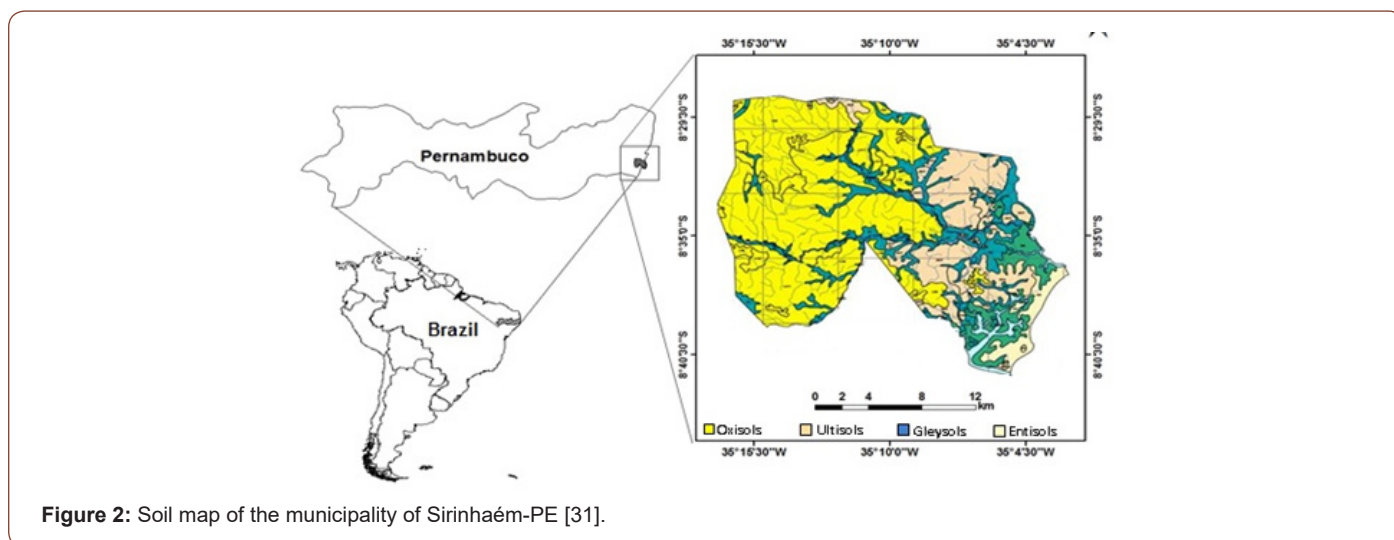 Pernambuco
Brazil
35°15'30"W 35°10'0"W 35°4'30"W
8°29'30"S 8°29'30"S
8°35'0"S 8°35'0"S
8°40'30"S 8°40'30"S
0 2 4 8 12
km
Oxisols Ultisols Gleysols Entisols
35°15'30"W 35°10'0"W 35°4'30"W
Figure 2: Soil map of the municipality of Sirinhaém-PE [31].